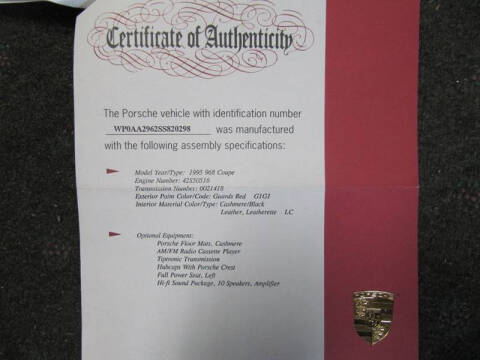 Certificate of Authenticity
The Porsche vehicle with identification number
WP0AA2962SS820298 was manufactured
with the following assembly specifications:
Model Year/Type: 1995 968 Coupe
Engine Number: 42S50516
Transmission Number: 0021418
Exterior Paint Color/Code: Guards Red G1G1
Interior Material Color/Type: Cashmere/Black
Leather, Leatherette LC
Optional Equipment:
Porsche Floor Mats, Cashmere
AM/FM Radio Cassette Player
Tiptronic Transmission
Hubcaps With Porsche Crest
Full Power Seat, Left
Hi-fi Sound Package, 10 Speakers, Amplifier